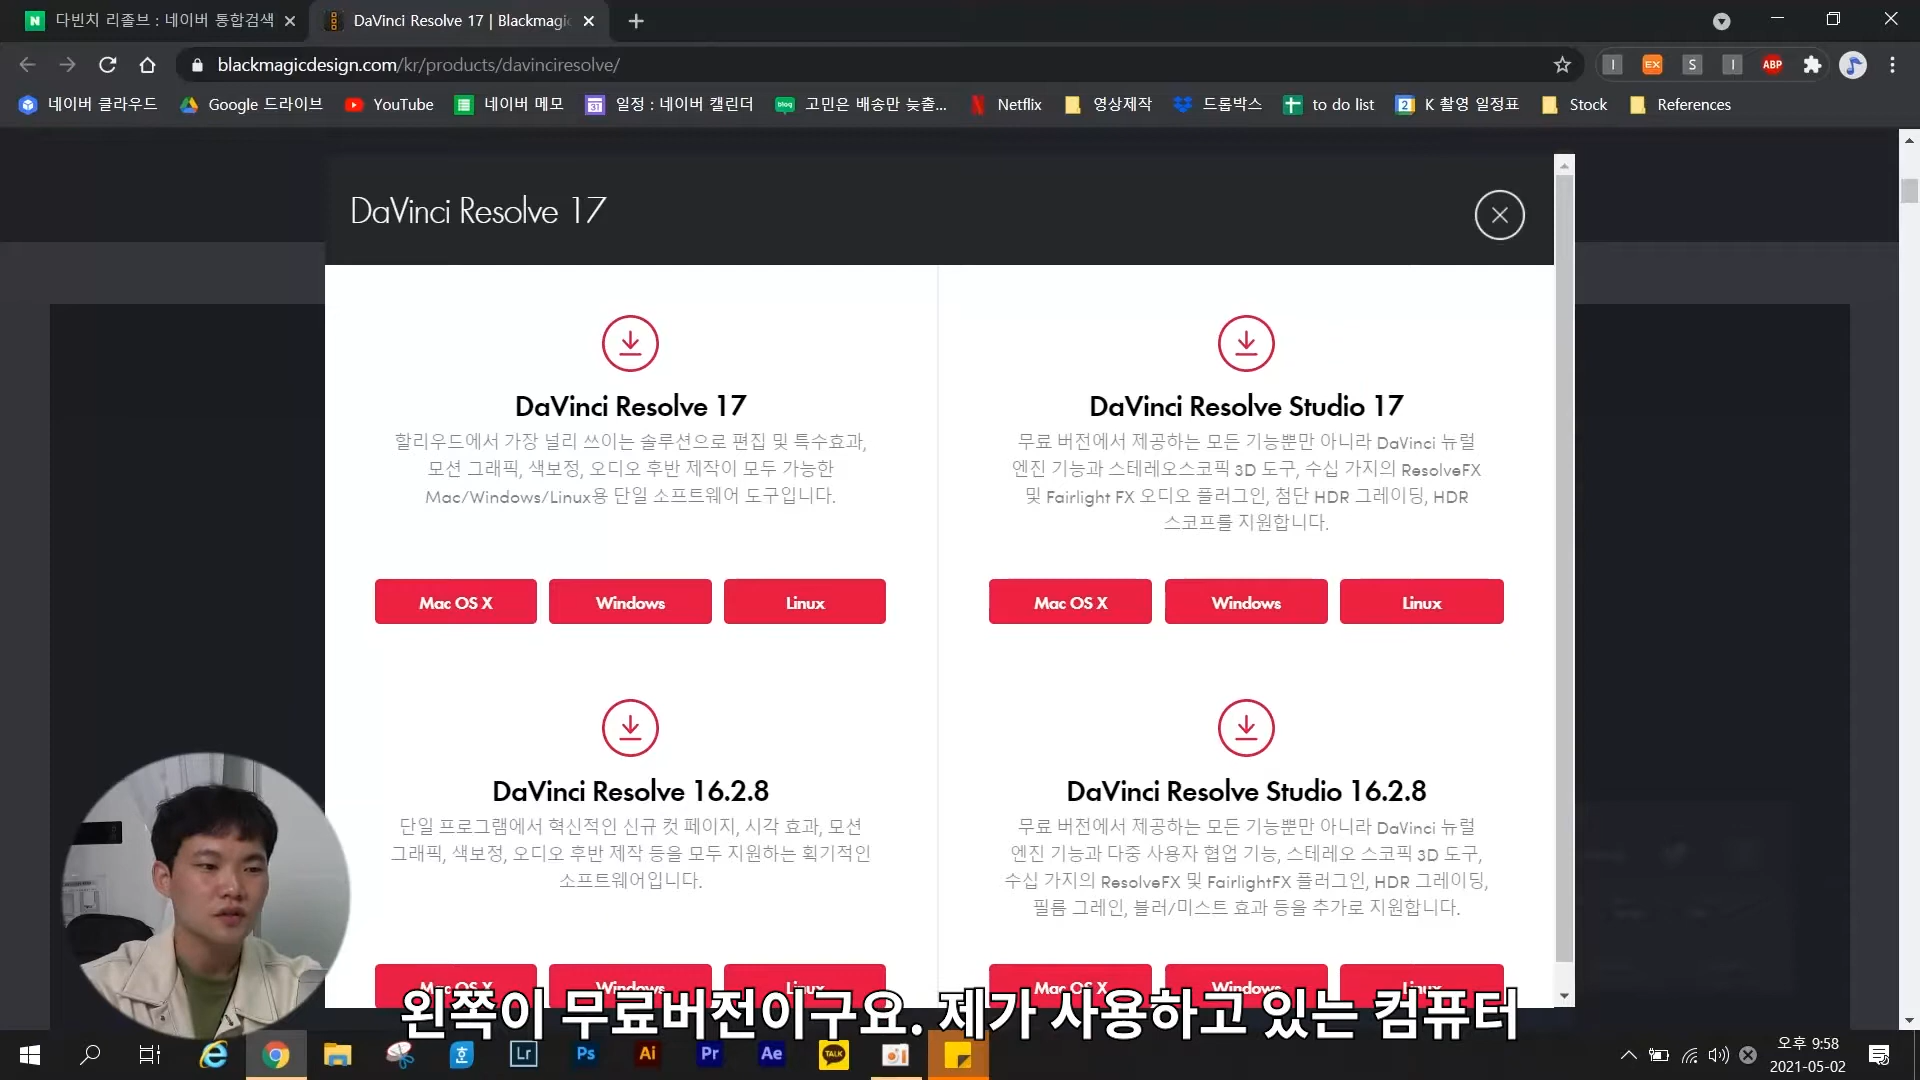 다빈치 리졸브 : 네이버 통합검색
DaVinci Resolve 17 | Blackmagic
blackmagicdesign.com/kr/products/davinciresolve/
네이버 클라우드
Google 드라이브
YouTube
네이버 메모
일정 : 네이버 캘린더
고민은 배송만 늦출...
Netflix
영상제작
드롭박스
to do list
K 촬영 일정표
Stock
References
DaVinci Resolve 17
DaVinci Resolve 17
할리우드에서 가장 널리 쓰이는 솔루션으로 편집 및 특수효과,
모션 그래픽, 색보정, 오디오 후반 제작이 모두 가능한
Mac/Windows/Linux용 단일 소프트웨어 도구입니다.
Mac OS X
Windows
Linux
DaVinci Resolve Studio 17
무료 버전에서 제공하는 모든 기능뿐만 아니라 DaVinci 뉴럴
엔진 기능과 스테레오스코픽 3D 도구, 수십 가지의 ResolveFX
및 Fairlight FX 오디오 플러그인, 첨단 HDR 그레이딩, HDR
스코프를 지원합니다.
Mac OS X
Windows
Linux
DaVinci Resolve 16.2.8
단일 프로그램에서 혁신적인 신규 컷 페이지, 시각 효과, 모션
그래픽, 색보정, 오디오 후반 제작 등을 모두 지원하는 획기적인
소프트웨어입니다.
Mac OS X
Windows
Linux
DaVinci Resolve Studio 16.2.8
무료 버전에서 제공하는 모든 기능뿐만 아니라 DaVinci 뉴럴
엔진 기능과 다중 사용자 협업 기능, 스테레오 스코픽 3D 도구,
수십 가지의 ResolveFX 및 FairlightFX 플러그인, HDR 그레이딩,
필름 그레인, 블러/미스트 효과 등을 추가로 지원합니다.
Mac OS X
Windows
Linux
왼쪽이 무료버전이구요. 제가 사용하고 있는 컴퓨터
Lr
Ps
Ai
Pr
Ae
TALK
오후 9:58
2021-05-02